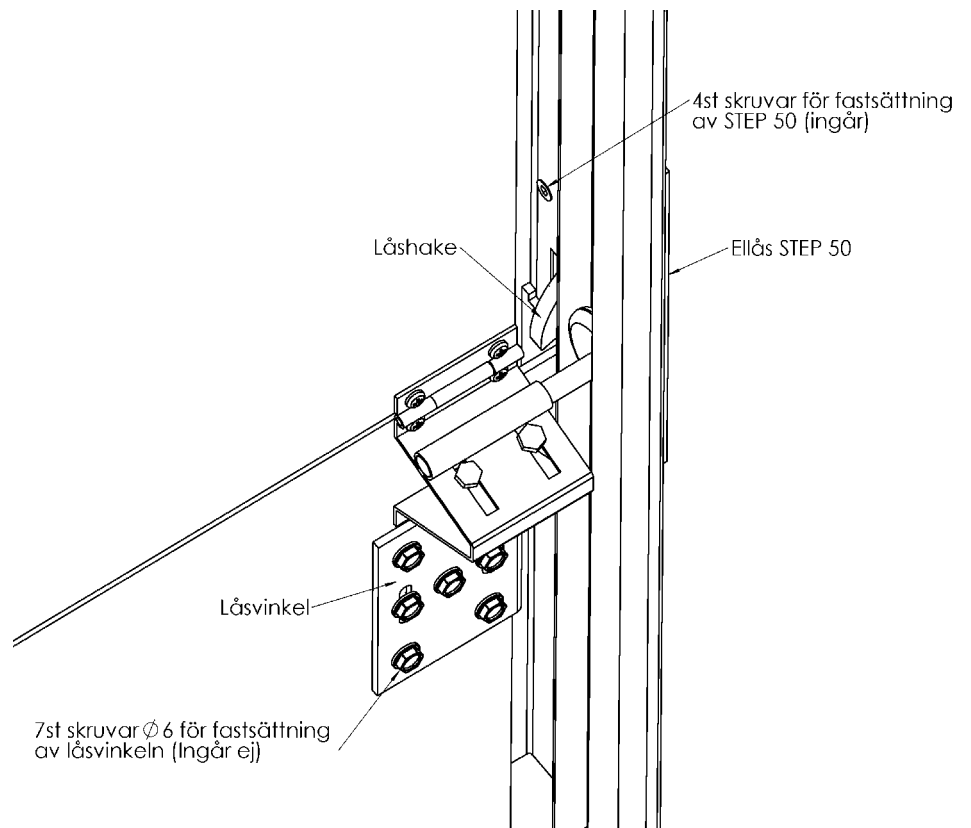 4st skruvar för fastsättning
av STEP 50 (ingår)
Låshake
Ellås STEP 50
Låsvinkel
7st skruvar Ø 6 för fastsättning
av låsvinkeln (Ingår ej)